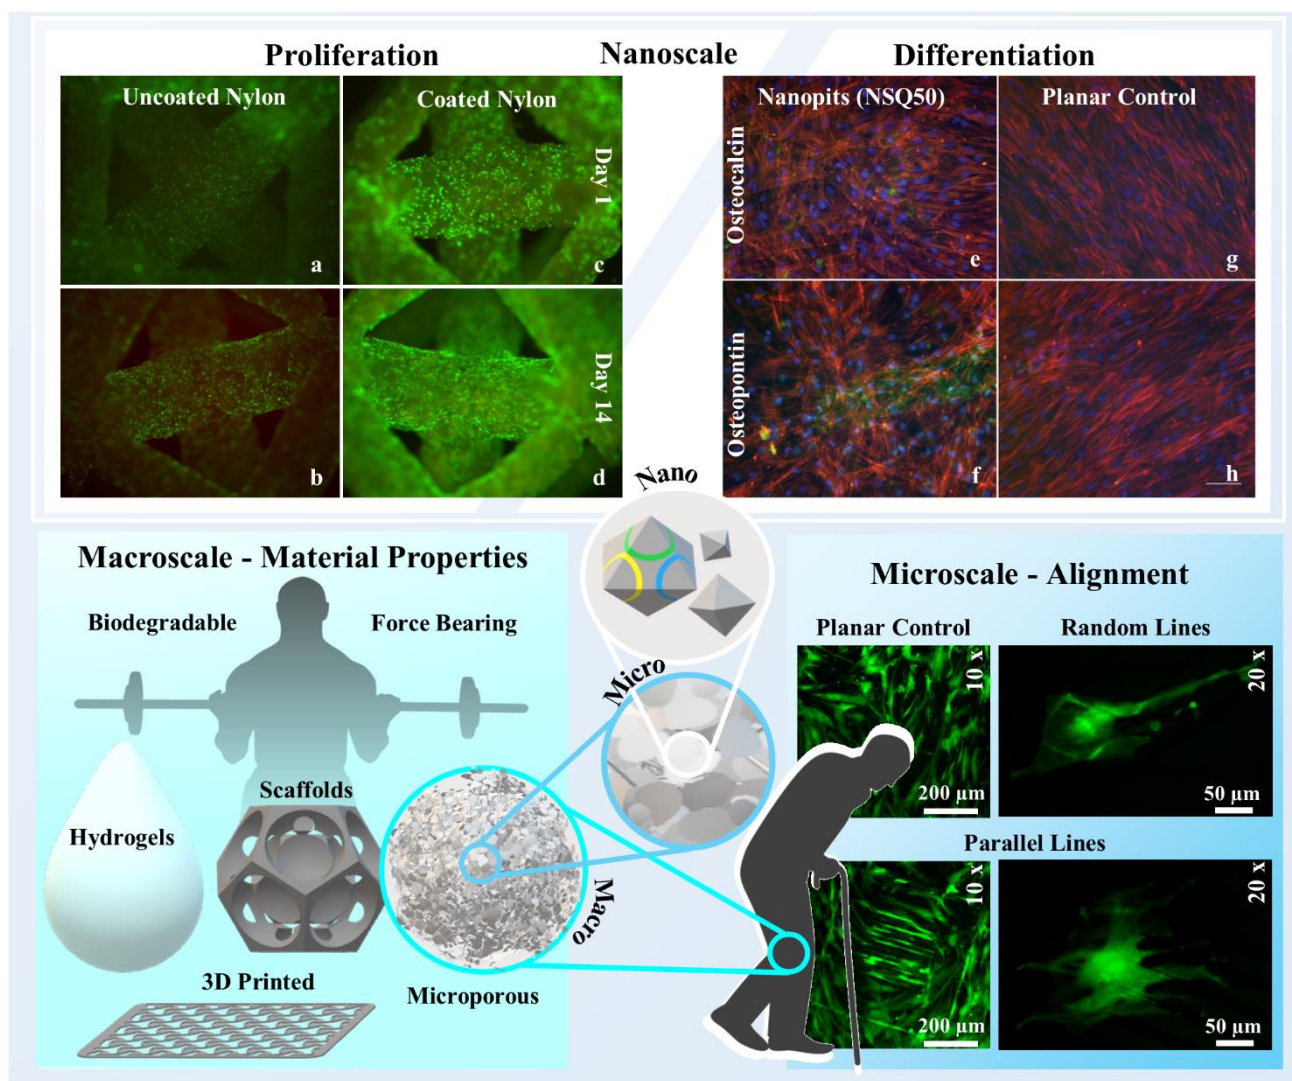 Proliferation
Nanoscale
Differentiation
Uncoated Nylon
Coated Nylon
Day 1
a
c
Day 14
b
d
Nanopits (NSQ50)
Planar Control
Osteocalcin
e
g
Osteopontin
f
h
Nano
Micro
Macro
Macroscale - Material Properties
Biodegradable
Force Bearing
Scaffolds
Hydrogels
3D Printed
Microporous
Microscale - Alignment
Planar Control
Random Lines
10 x
20 x
200 µm
50 µm
Parallel Lines
10 x
20 x
200 µm
50 µm